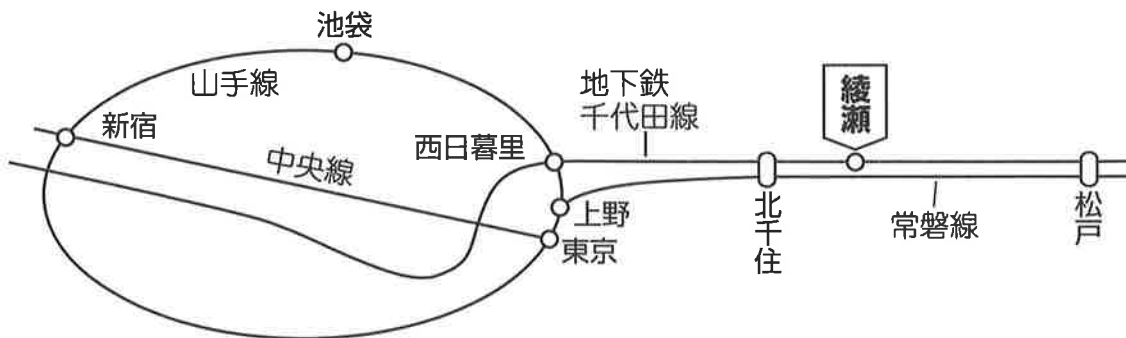 池袋
山手線
新宿
中央線
西日暮里
上野
東京
地下鉄
千代田線
綾瀬
北千住
常磐線
松戸